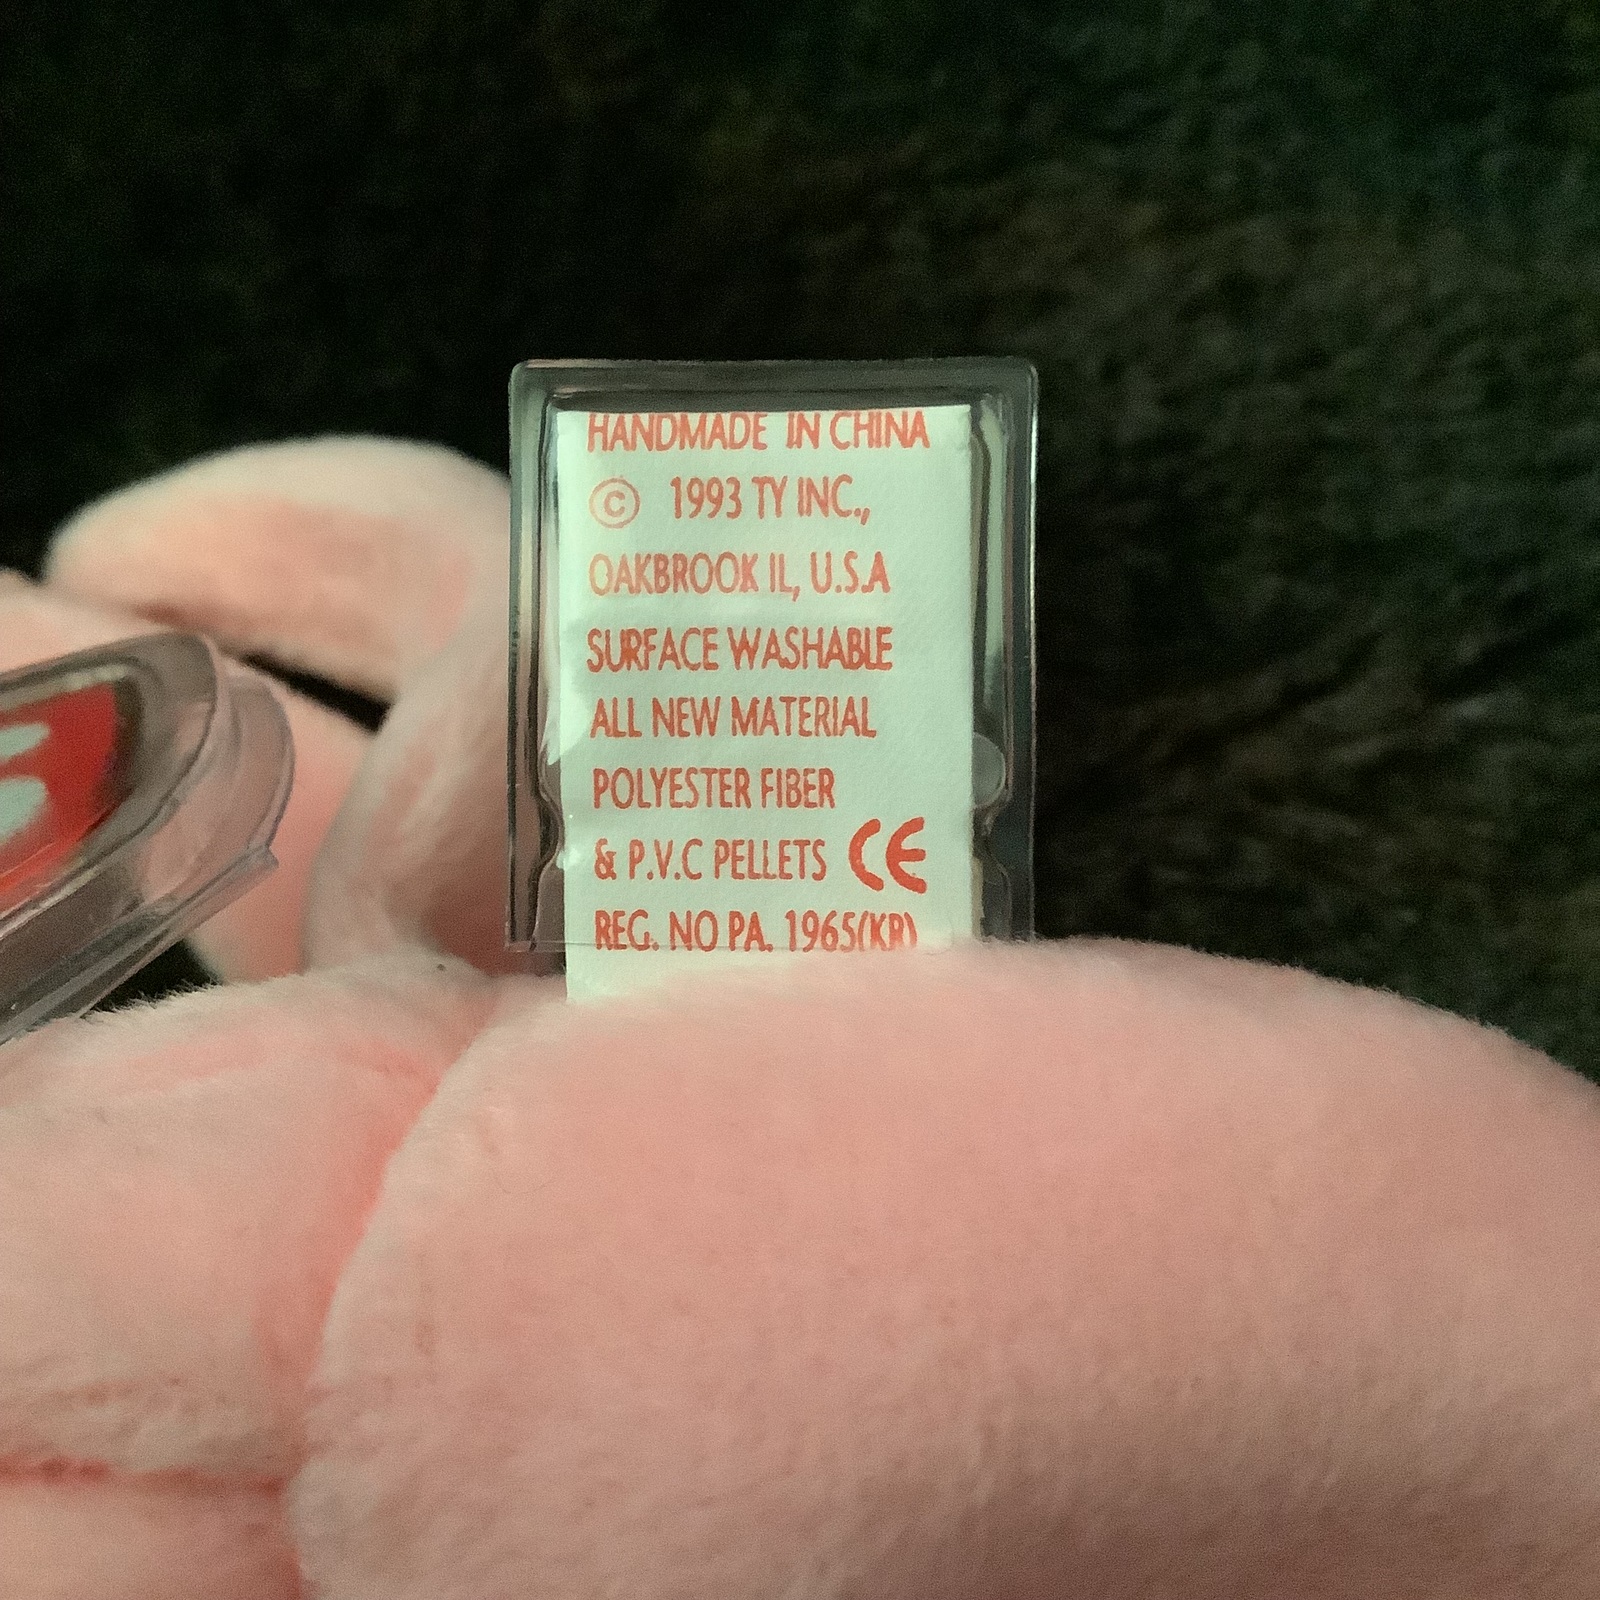 HANDMADE IN CHINA
© 1993 TY INC.,
OAKBROOK IL, U.S.A
SURFACE WASHABLE
ALL NEW MATERIAL
POLYESTER FIBER
& P.V.C PELLETS CE
REG. NO PA. 1965(KR)